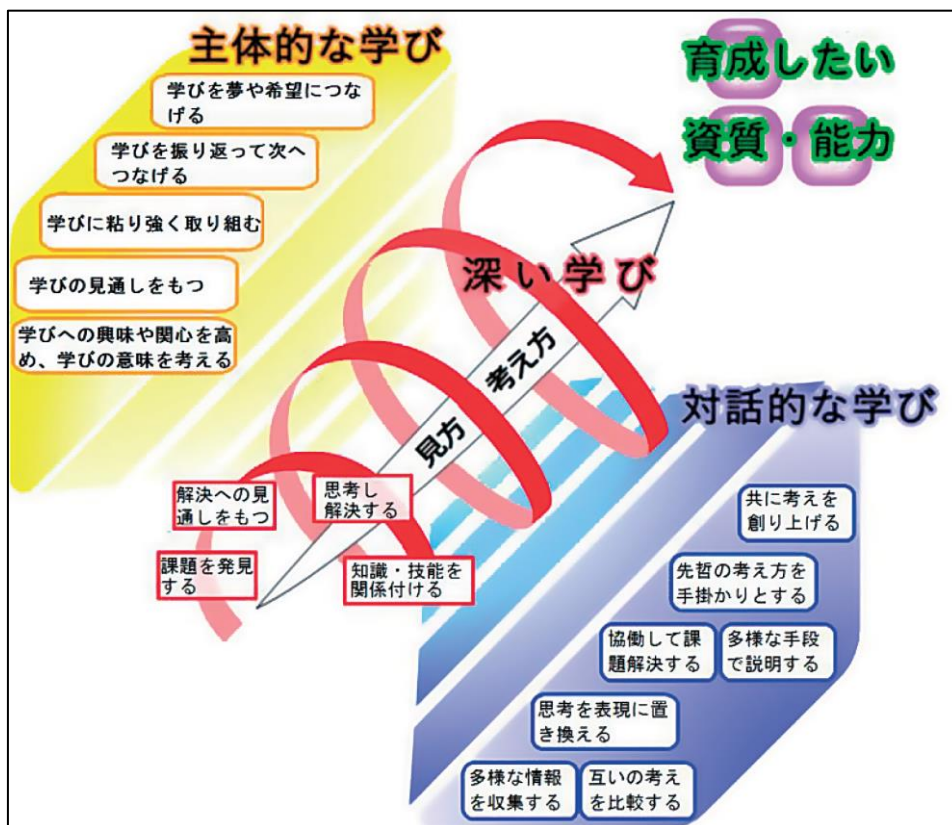 主体的な学び
学びを夢や希望につな
げる
学びを振り返って次へ
つなげる
学びに粘り強く取り組む
学びの見通しをもつ
学びへの興味や関心を高
め、学びの意味を考える
育成したい
資質・能力
深い学び
見方 考え方
解決への見
通しをもつ
思考し
解決する
課題を発見
する
知識・技能を
関係付ける
対話的な学び
共に考えを
創り上げる
先哲の考え方を
手掛かりとする
協働して課
題解決する
多様な手段
で説明する
思考を表現に置
き換える
多様な情報
を収集する
互いの考え
を比較する